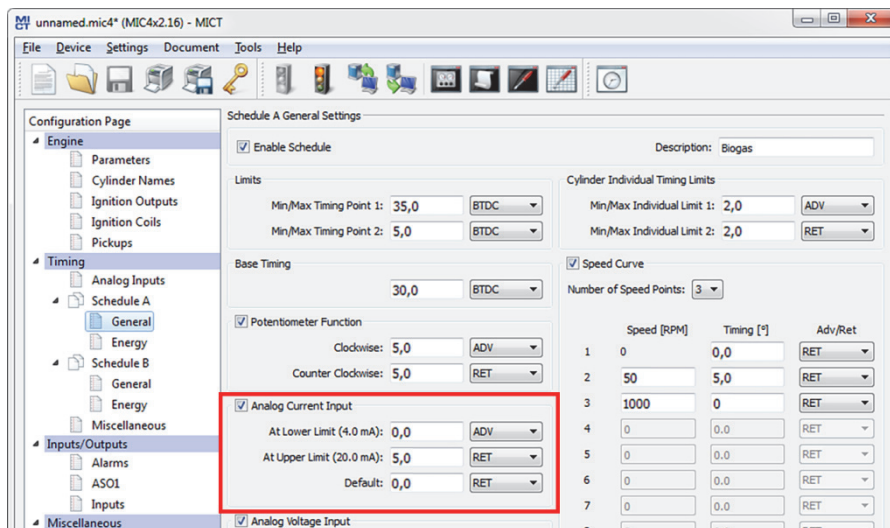 unnamed.mic4* (MIC4x2.16) - MICT
File Device Settings Document Tools Help
Configuration Page
Engine
Parameters
Cylinder Names
Ignition Outputs
Ignition Coils
Pickups
Timing
Analog Inputs
Schedule A
General
Energy
Schedule B
General
Energy
Miscellaneous
Inputs/Outputs
Alarms
ASO1
Inputs
Miscellaneous
Schedule A General Settings
Enable Schedule
Description: Biogas
Limits
Min/Max Timing Point 1: 35,0 BTDC
Min/Max Timing Point 2: 5,0 BTDC
Cylinder Individual Timing Limits
Min/Max Individual Limit 1: 2,0 ADV
Min/Max Individual Limit 2: 2,0 RET
Base Timing
30,0 BTDC
Potentiometer Function
Clockwise: 5,0 ADV
Counter Clockwise: 5,0 RET
Analog Current Input
At Lower Limit (4.0 mA): 0,0 ADV
At Upper Limit (20.0 mA): 5,0 RET
Default: 0,0 RET
Analog Voltage Input
Speed Curve
Number of Speed Points: 3
Speed [RPM] Timing [°] Adv/Ret
1 0 0,0 RET
2 50 5,0 RET
3 1000 0 RET
4 0 0.0 RET
5 0 0.0 RET
6 0 0.0 RET
7 0 0.0 RET